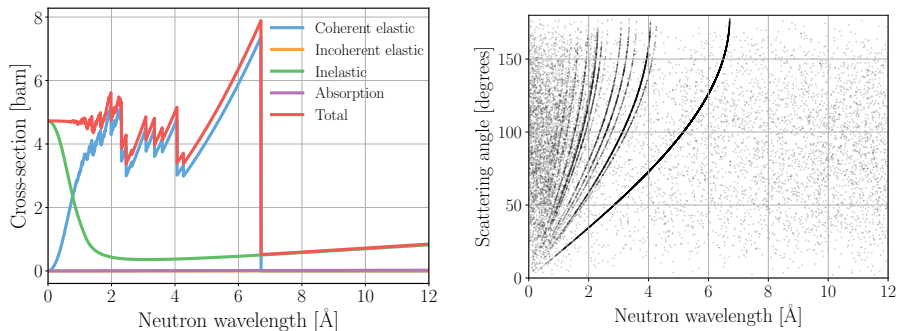 8
6
4
2
0
Cross-section [barn]
0
2
4
6
8
10
12
Neutron wavelength [Å]
Coherent elastic
Incoherent elastic
Inelastic
Absorption
Total
150
100
50
0
Scattering angle [degrees]
0
2
4
6
8
10
12
Neutron wavelength [Å]